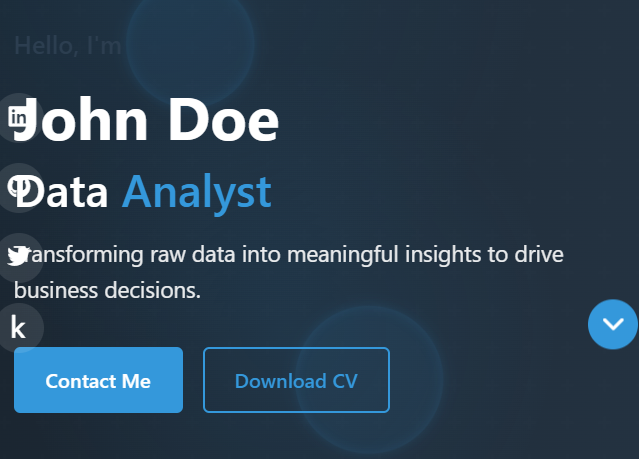 Hello, I'm
John Doe
Data Analyst
Transforming raw data into meaningful insights to drive
business decisions.
in
k
Contact Me
Download CV